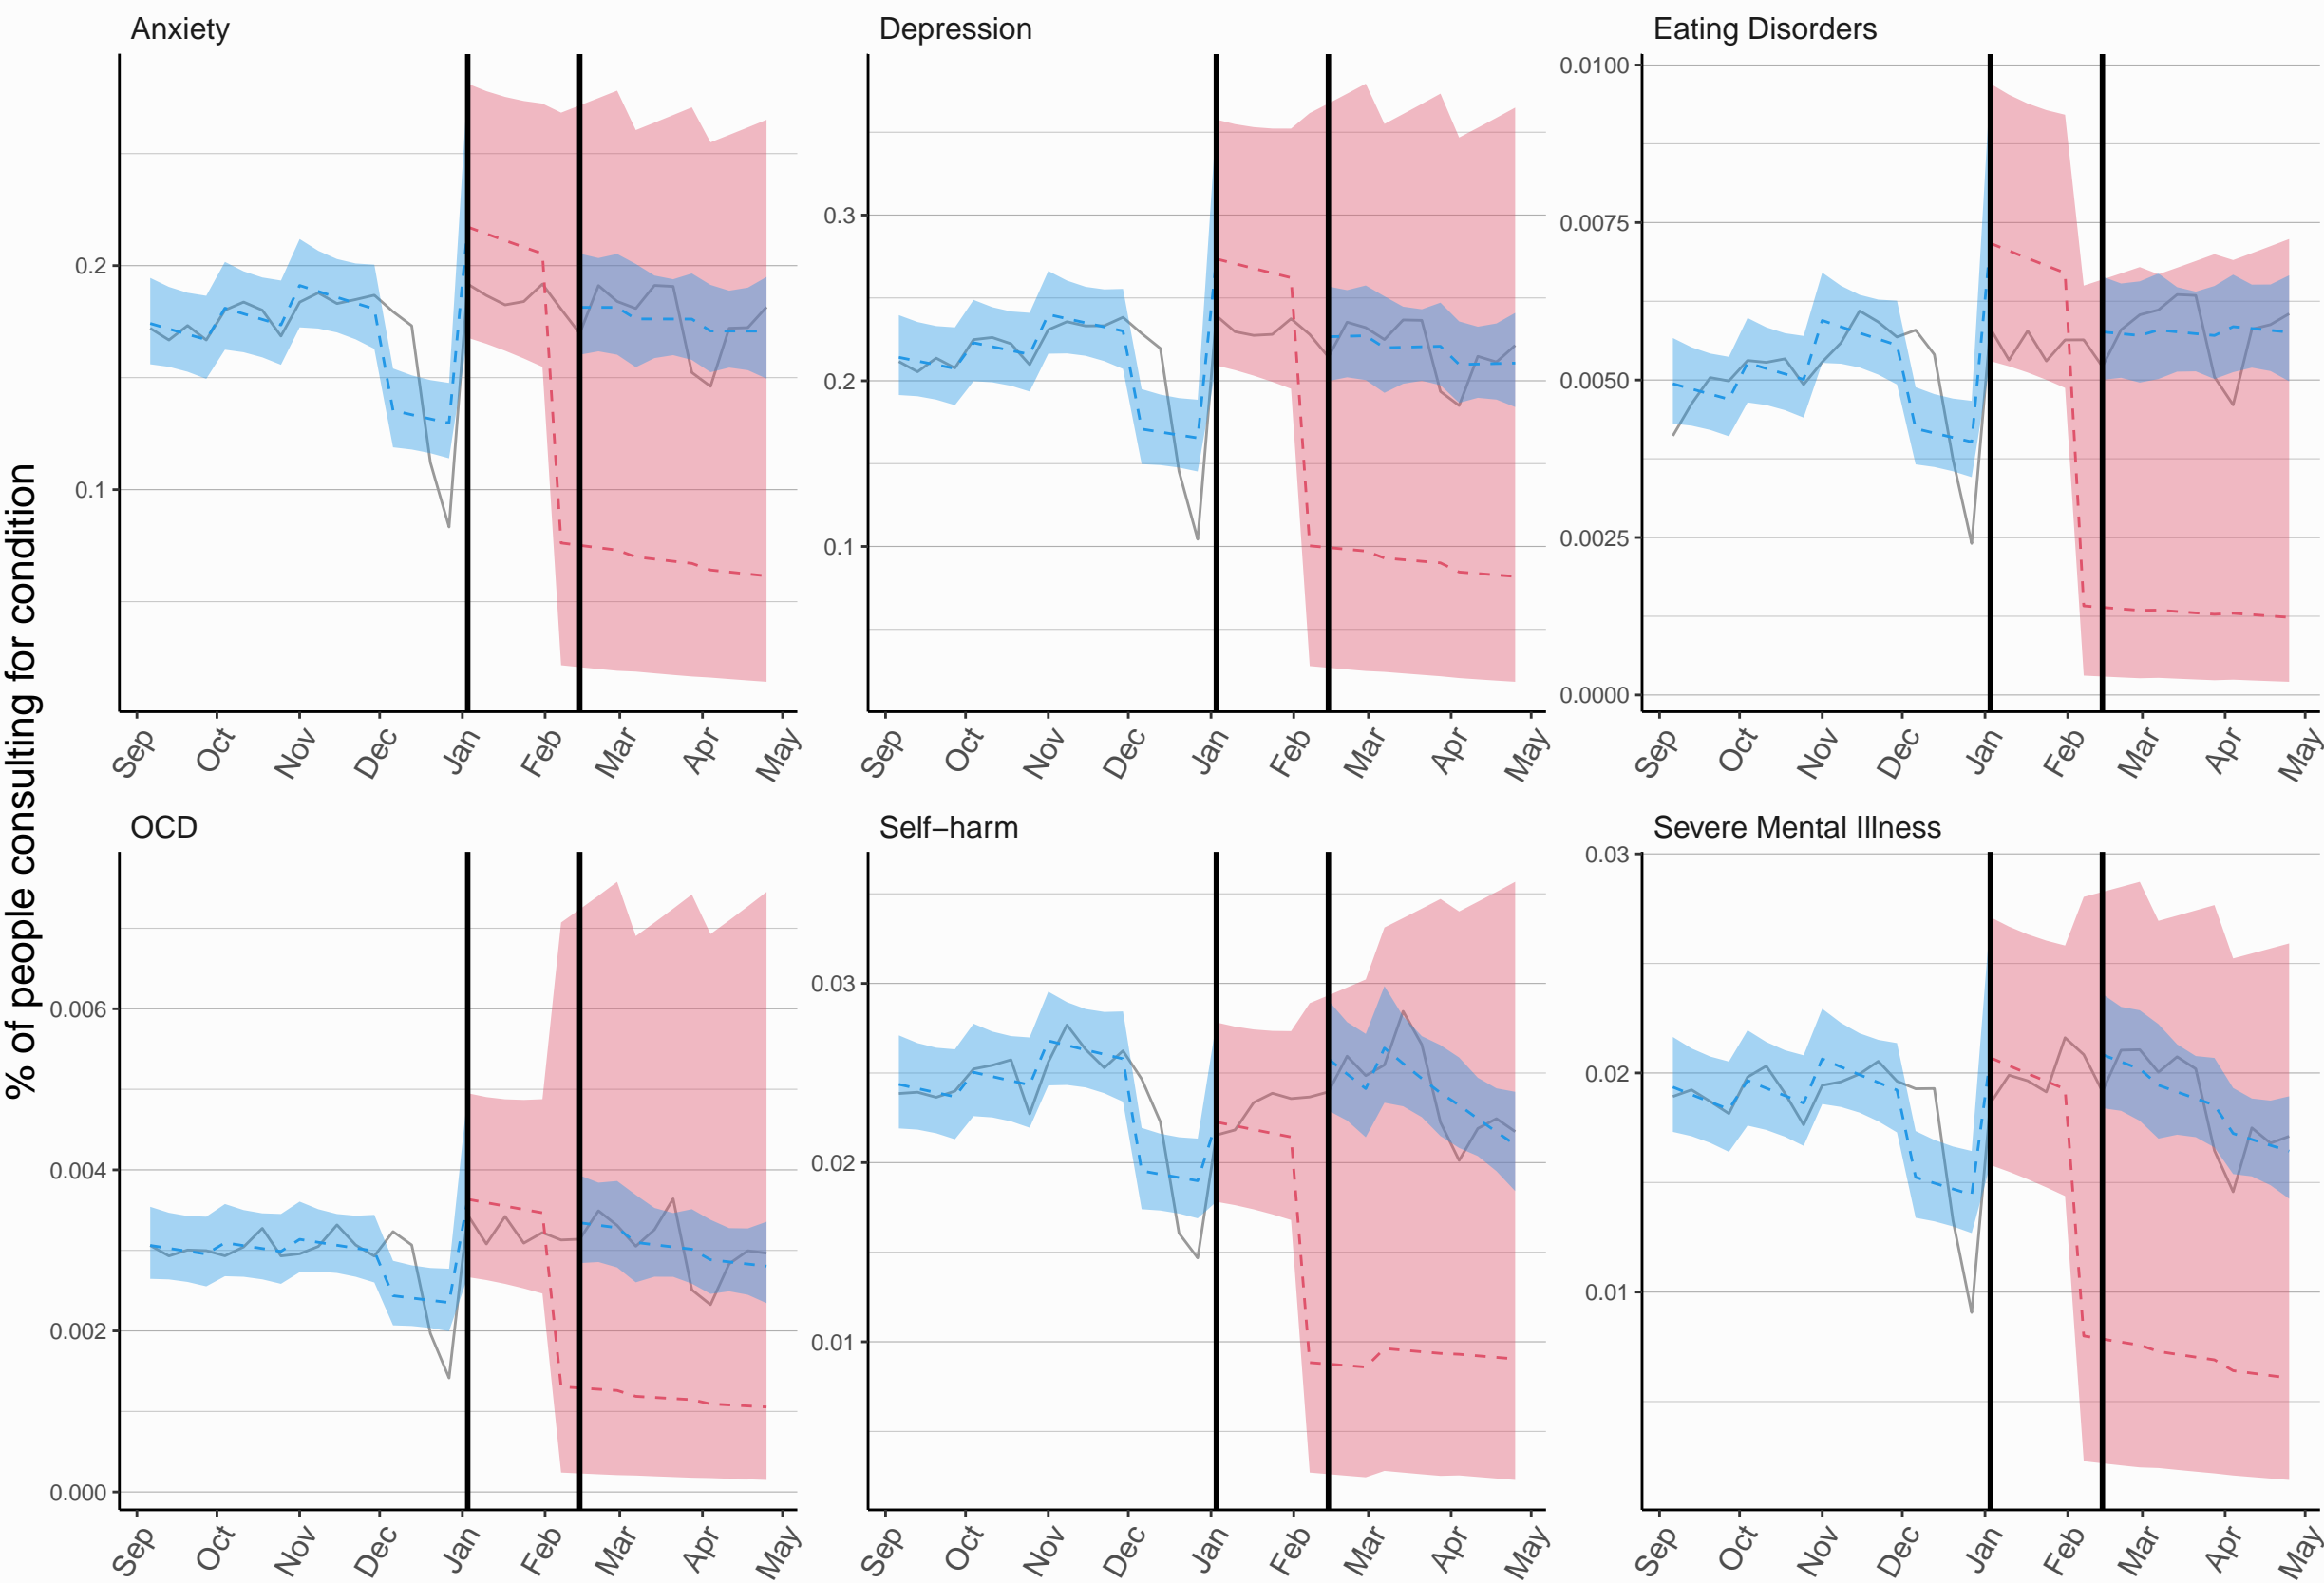 % of people consulting for condition
Anxiety
0.2
0.1
Sep Oct Nov Dec Jan Feb Mar Apr May
Depression
0.3
0.2
0.1
Sep Oct Nov Dec Jan Feb Mar Apr May
Eating Disorders
0.0100
0.0075
0.0050
0.0025
0.0000
Sep Oct Nov Dec Jan Feb Mar Apr May
OCD
0.006
0.004
0.002
0.000
Sep Oct Nov Dec Jan Feb Mar Apr May
Self−harm
0.03
0.02
0.01
Sep Oct Nov Dec Jan Feb Mar Apr May
Severe Mental Illness
0.03
0.02
0.01
Sep Oct Nov Dec Jan Feb Mar Apr May